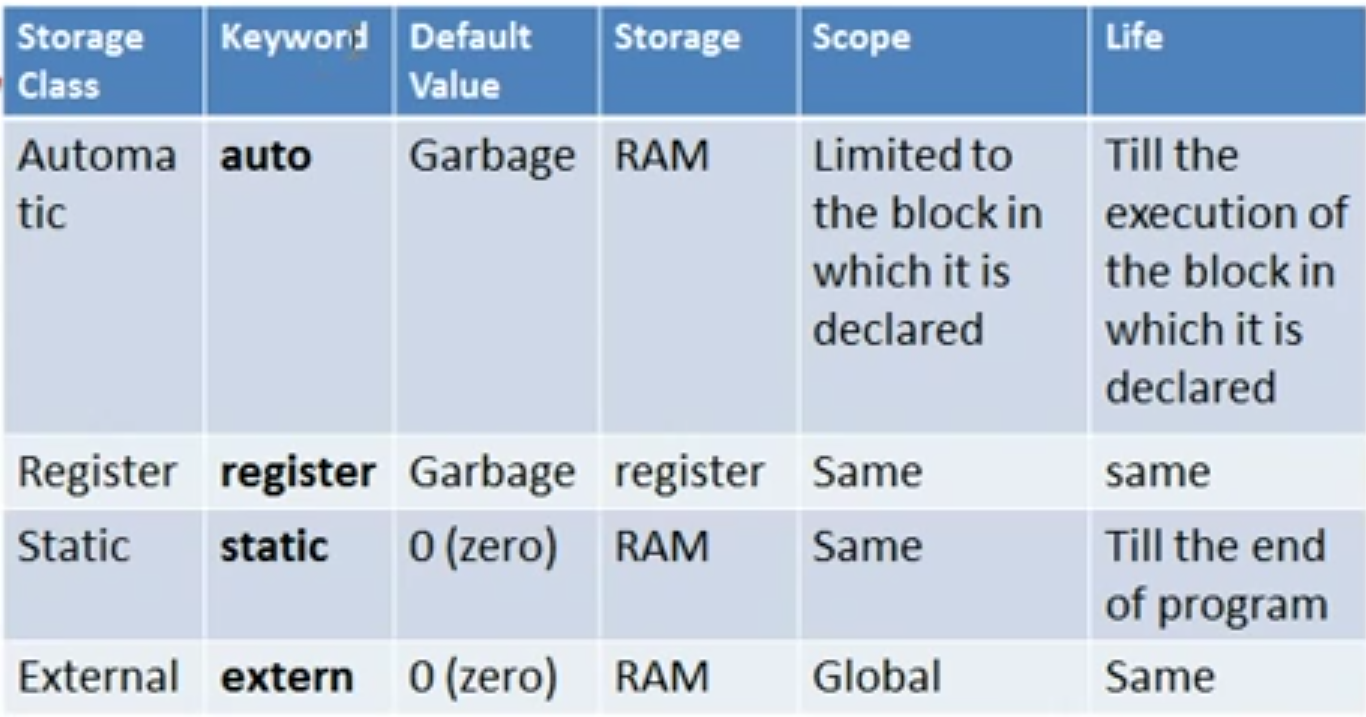 Storage Class
Keyword
Default Value
Storage
Scope
Life
Automa
tic
auto
Garbage
RAM
Limited to
the block in
which it is
declared
Till the
execution of
the block in
which it is
declared
Register
register
Garbage
register
Same
same
Static
static
0 (zero)
RAM
Same
Till the end
of program
External
extern
0 (zero)
RAM
Global
Same